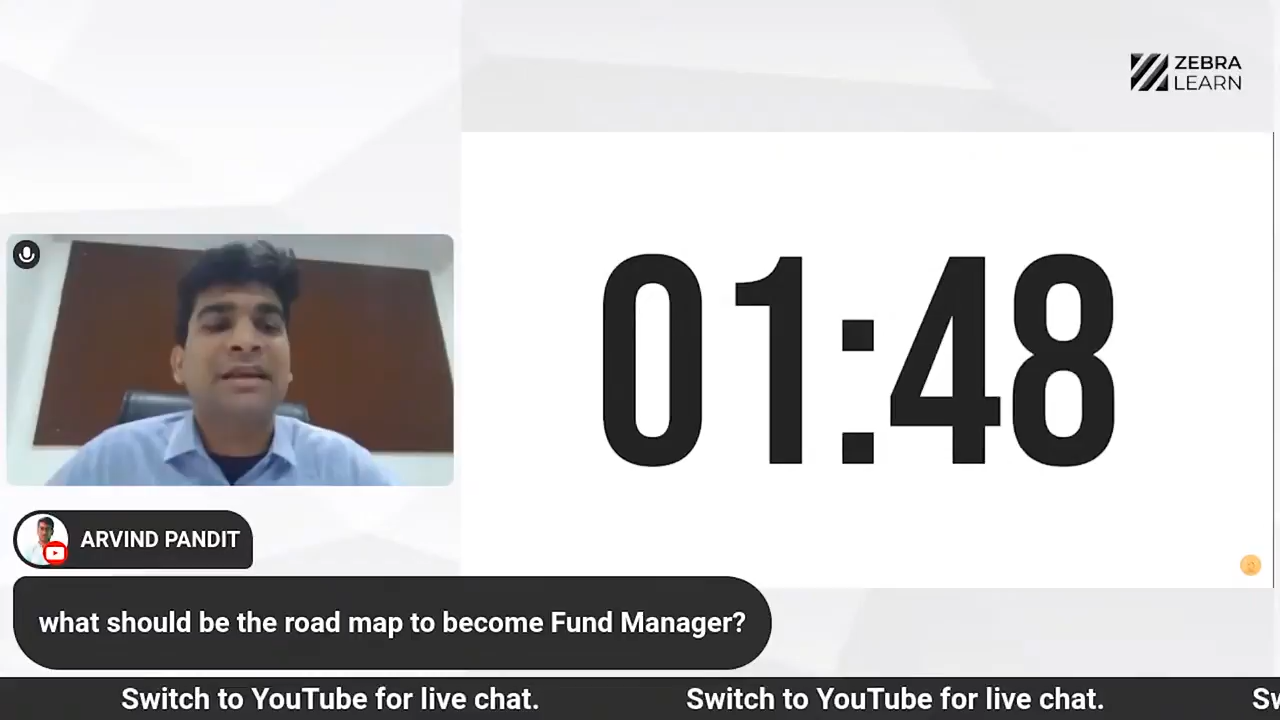 ZEBRA
LEARN
01:48
ARVIND PANDIT
what should be the road map to become Fund Manager?
Switch to YouTube for live chat. Switch to YouTube for live chat. Sw